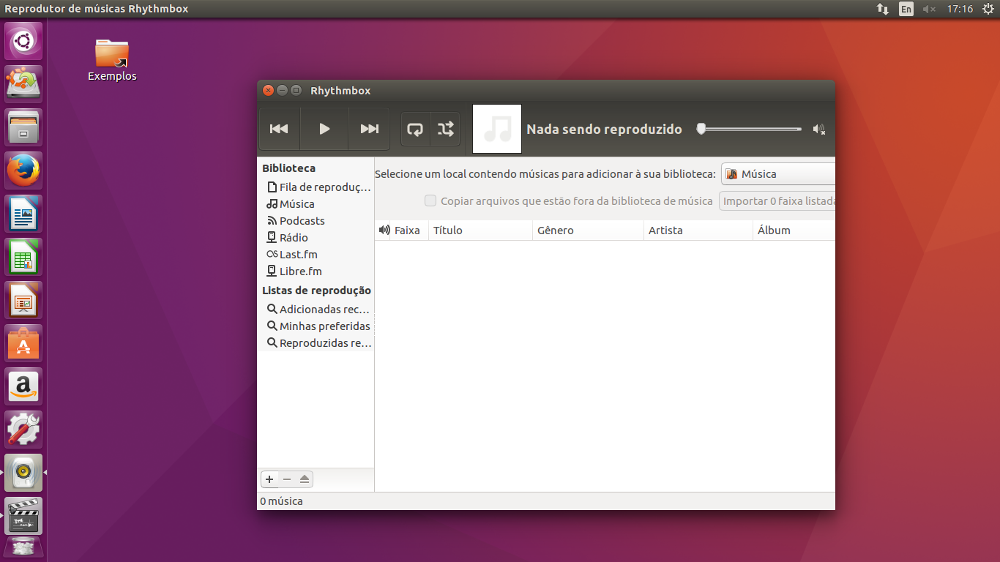 Reprodutor de músicas Rhythmbox
En
17:16
Exemplos
Rhythmbox
Nada sendo reproduzido
Biblioteca
Fila de reproduç...
Música
Podcasts
Rádio
Last.fm
Libre.fm
Listas de reprodução
Adicionadas rec...
Minhas preferidas
Reproduzidas re...
Selecione um local contendo músicas para adicionar à sua biblioteca:
Música
Copiar arquivos que estão fora da biblioteca de música
Importar 0 faixa listada
Faixa Título Gênero Artista Álbum
0 música